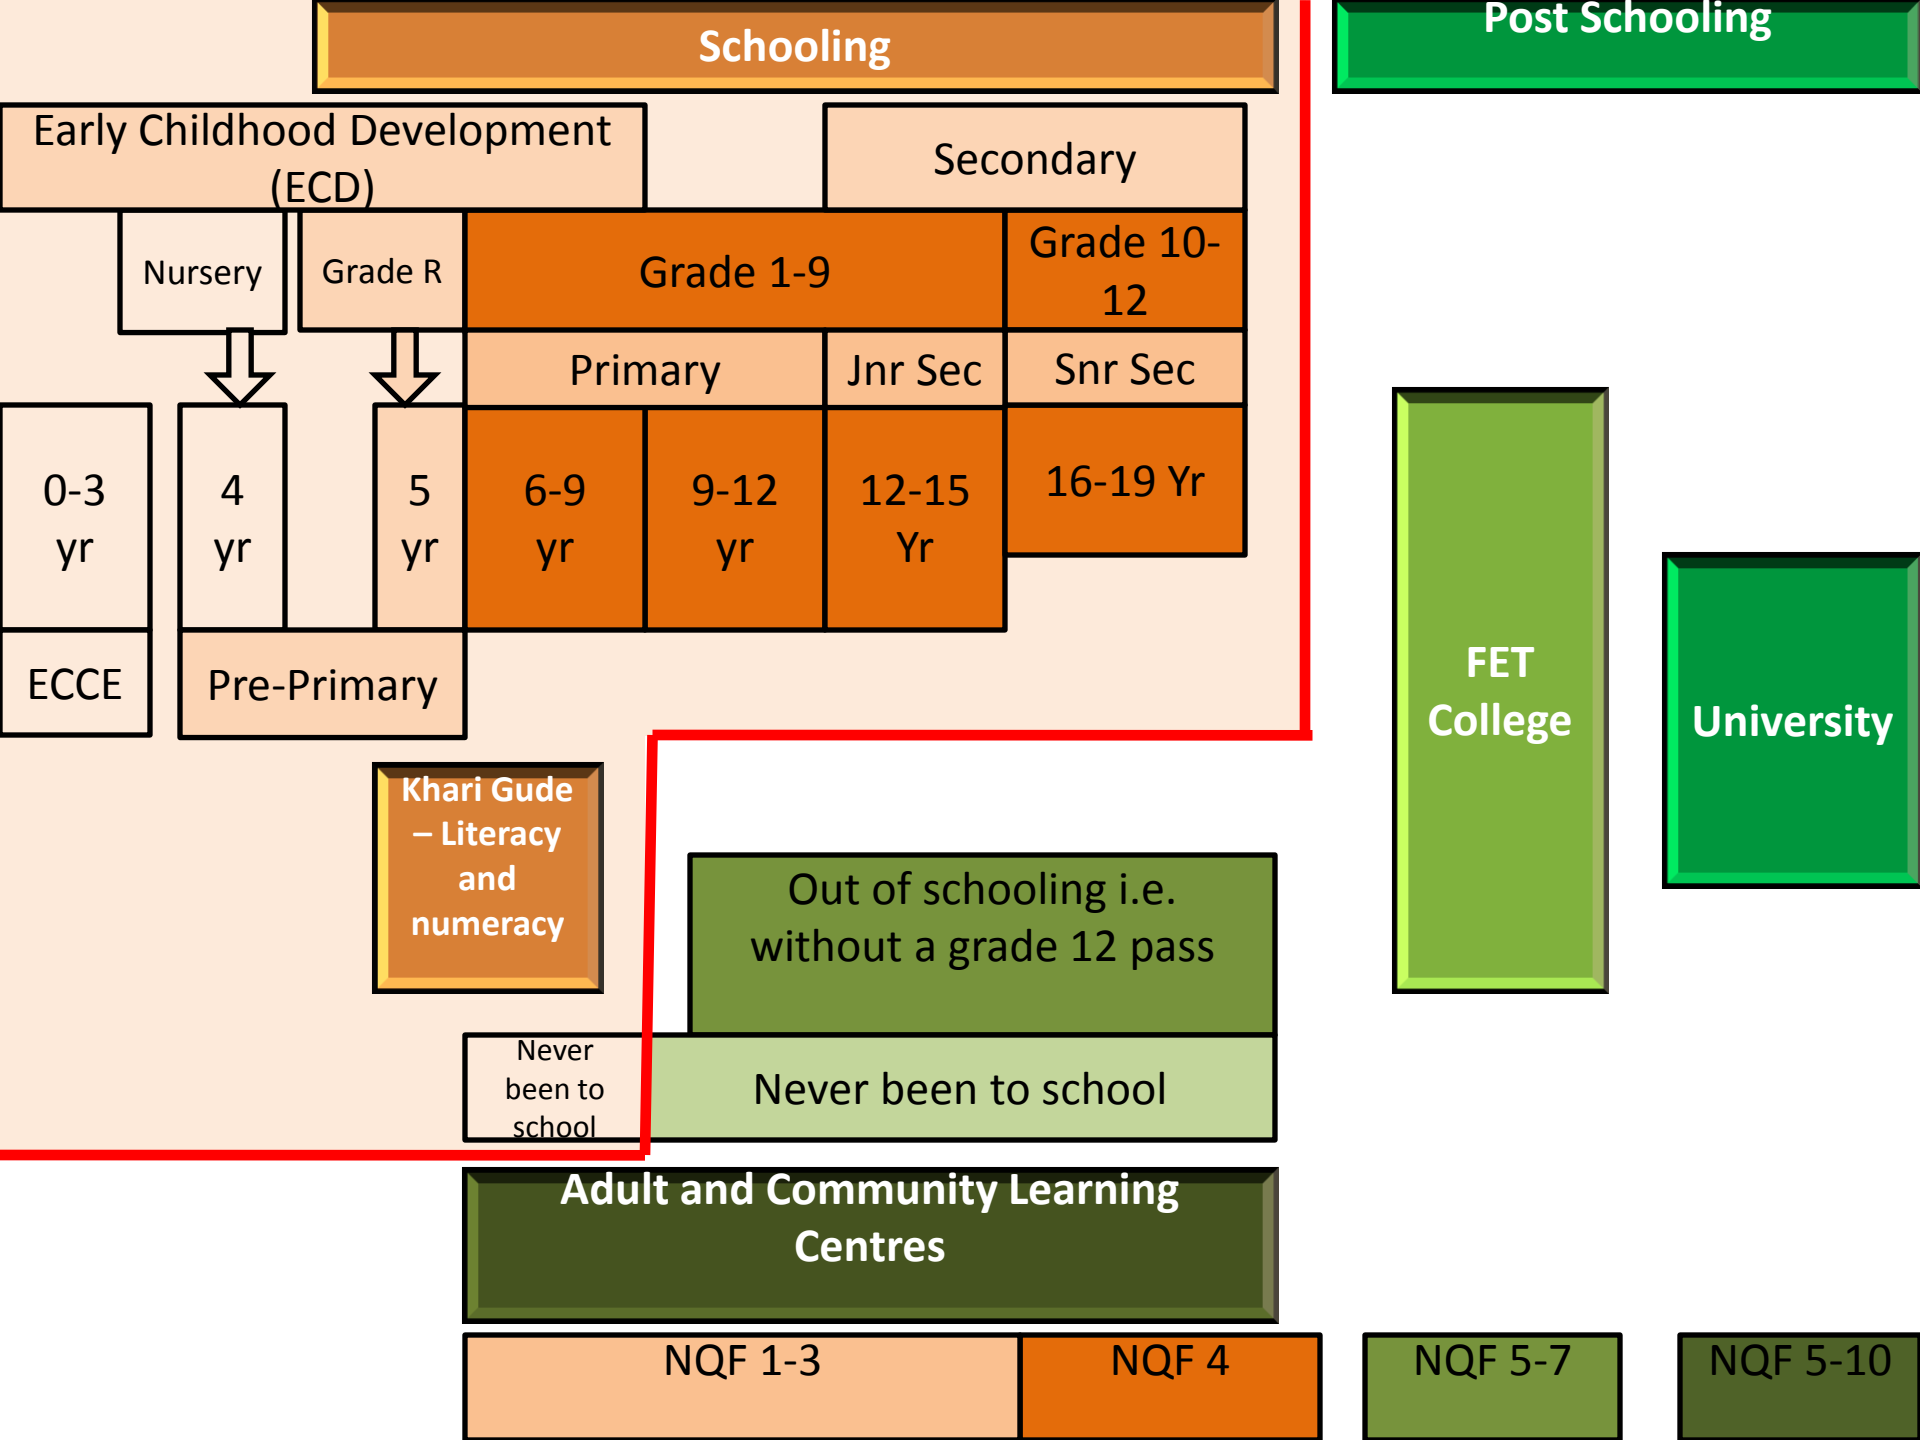 Schooling
Post Schooling
Early Childhood Development
(ECD)
Secondary
Nursery
Grade R
Grade 1-9
Grade 10-
12
Primary
Jnr Sec
Snr Sec
0-3
yr
4
yr
5
yr
6-9
yr
9-12
yr
12-15
Yr
16-19 Yr
ECCE
Pre-Primary
FET
College
University
Khari Gude
– Literacy
and
numeracy
Out of schooling i.e.
without a grade 12 pass
Never
been to
school
Never been to school
Adult and Community Learning
Centres
NQF 1-3
NQF 4
NQF 5-7
NQF 5-10